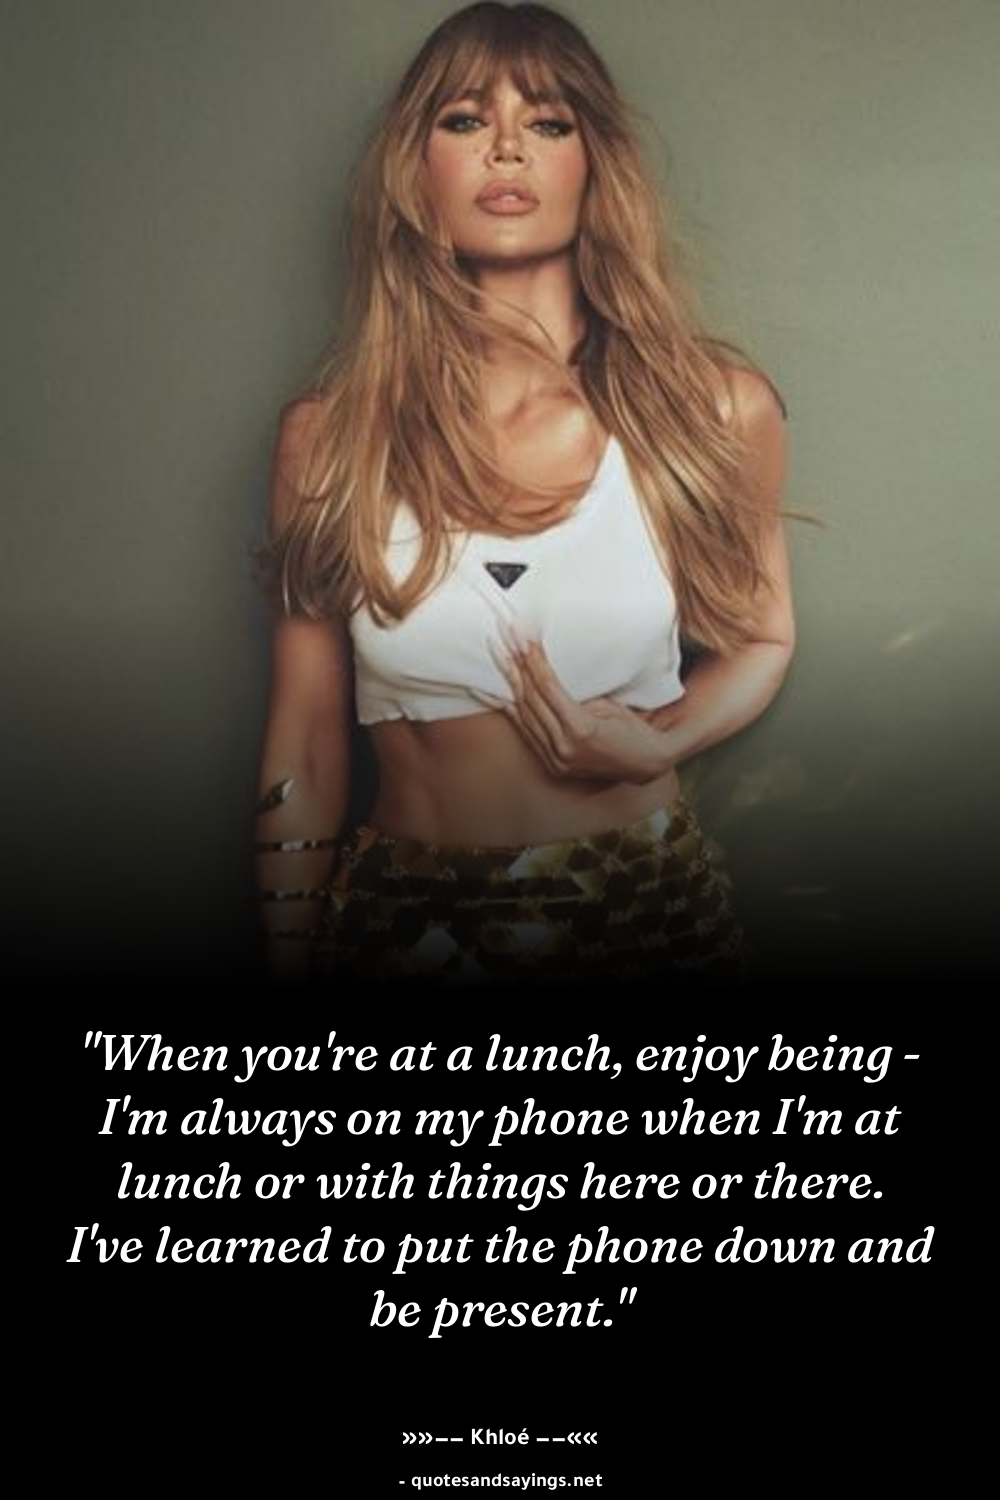 "When you're at a lunch, enjoy being -
I'm always on my phone when I'm at
lunch or with things here or there.
I've learned to put the phone down and
be present."
»»−− Khloé −−««
- quotesandsayings.net